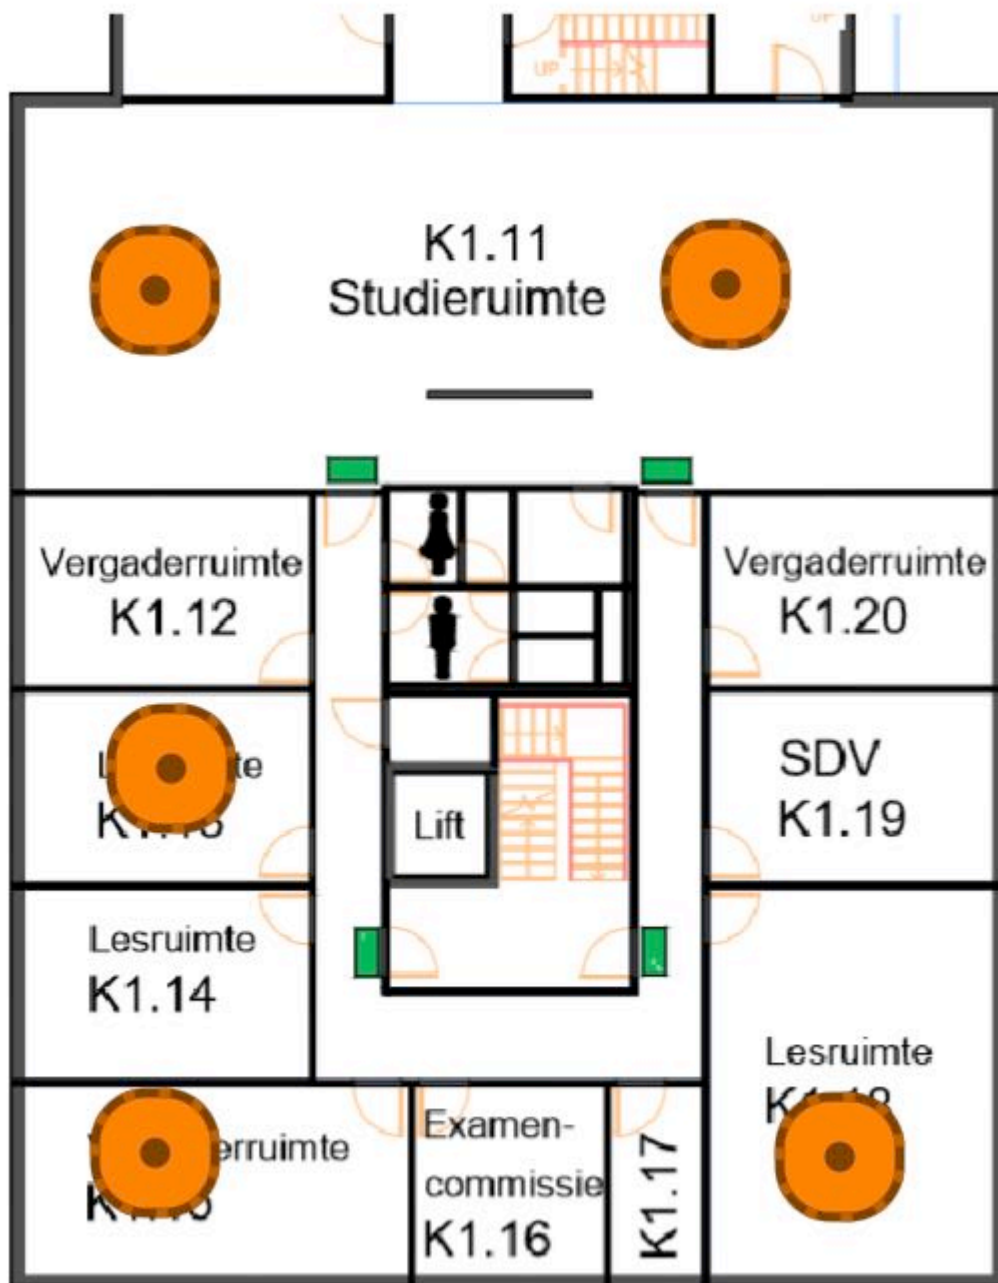 UP
UP
K1.11
Studieruimte
Vergaderruimte
K1.12
Vergaderruimte
K1.20
SDV
K1.19
Lift
Lesruimte
K1.14
Lesruimte
Examen-
commissie
K1.16
K1.17